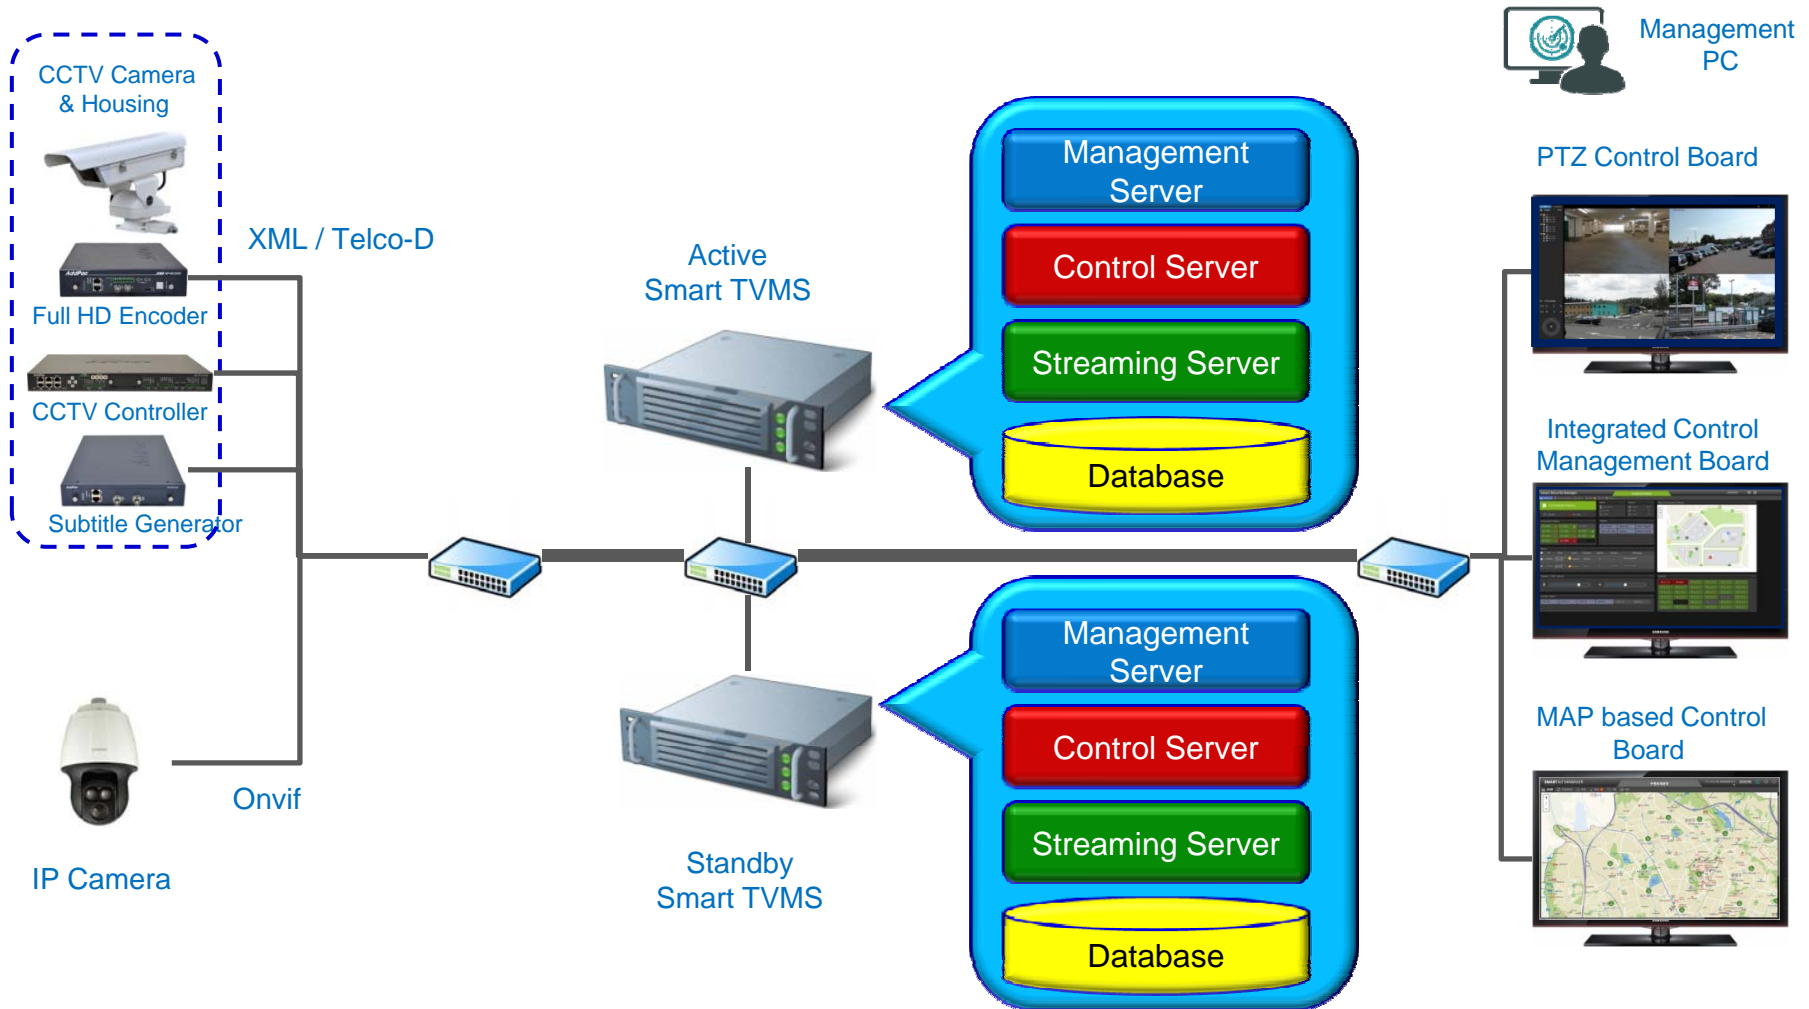 CCTV Camera
& Housing
AddPac
Full HD Encoder
CCTV Controller
Subtitle Generator
XML / Telco-D
Onvif
IP Camera
Active
Smart TVMS
Standby
Smart TVMS
Management
Server
Control Server
Streaming Server
Database
Management
Server
Control Server
Streaming Server
Database
Management
PC
PTZ Control Board
Integrated Control
Management Board
MAP based Control
Board